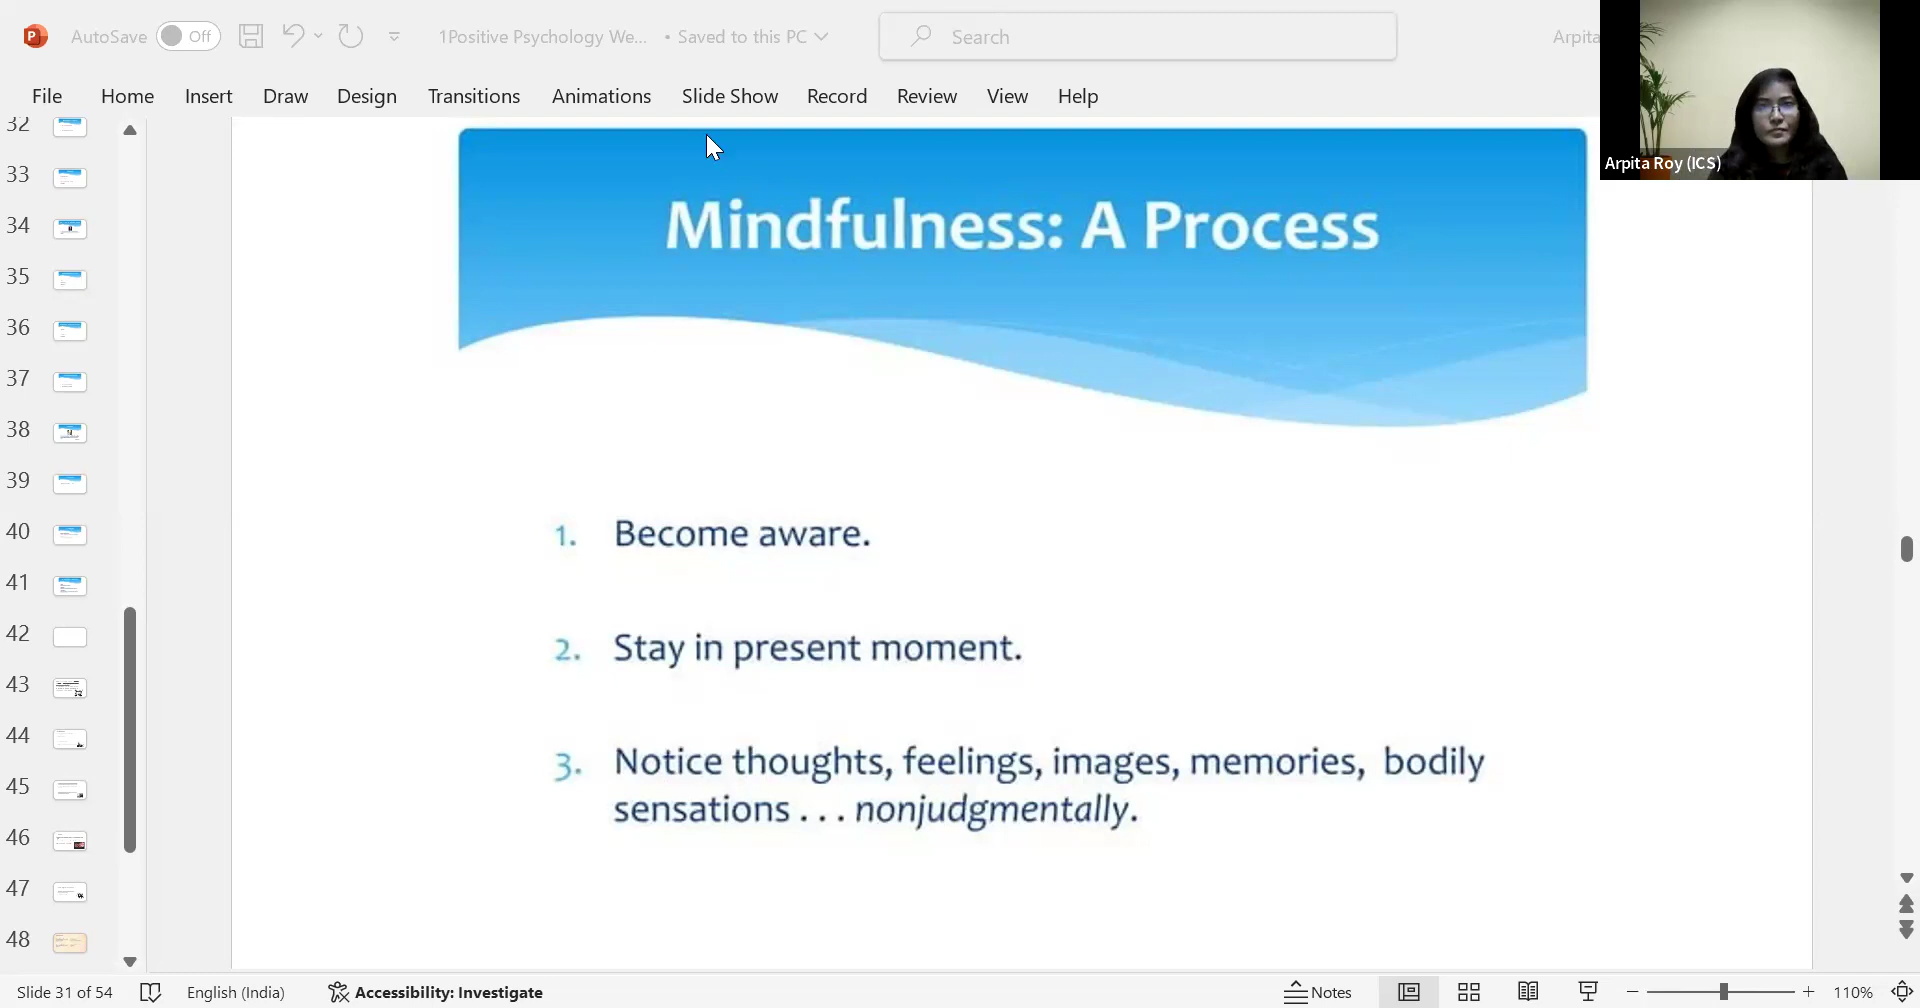 AutoSave Off 1Positive Psychology We... • Saved to this PC Search Arpita
Arpita Roy (ICS)
File Home Insert Draw Design Transitions Animations Slide Show Record Review View Help
32
33
34
35
36
37
38
39
40
41
42
43
44
45
46
47
48
Mindfulness: A Process
1. Become aware.
2. Stay in present moment.
3. Notice thoughts, feelings, images, memories, bodily
sensations . . . nonjudgmentally.
Slide 31 of 54 English (India) Accessibility: Investigate Notes 110%